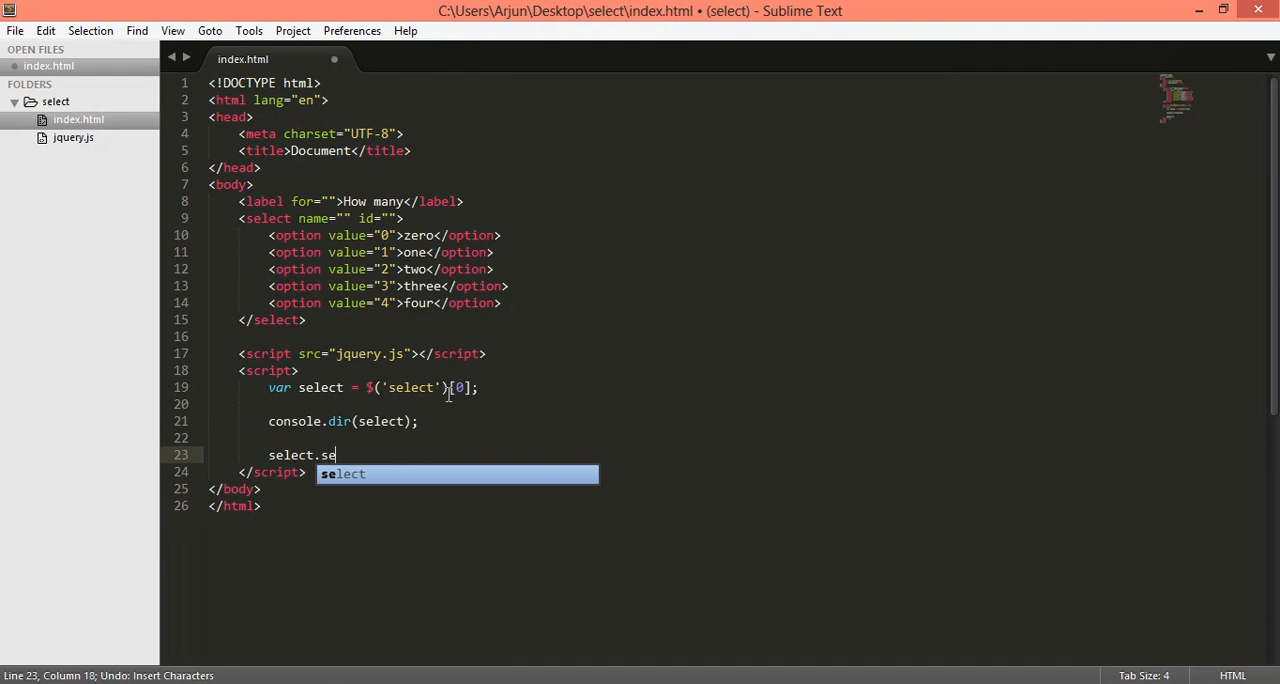 C:\Users\Arjun\Desktop\select\index.html • (select) - Sublime Text
File Edit Selection Find View Goto Tools Project Preferences Help
OPEN FILES
index.html
FOLDERS
select
index.html
jquery.js
index.html
1 <!DOCTYPE html>
2 <html lang="en">
3 <head>
4 <meta charset="UTF-8">
5 <title>Document</title>
6 </head>
7 <body>
8 <label for="">How many</label>
9 <select name="" id="">
10 <option value="0">zero</option>
11 <option value="1">one</option>
12 <option value="2">two</option>
13 <option value="3">three</option>
14 <option value="4">four</option>
15 </select>
16
17 <script src="jquery.js"></script>
18 <script>
19 var select = $('select')[0];
20
21 console.dir(select);
22
23 select.se
select
24 </script>
25 </body>
26 </html>
Line 23, Column 18; Undo: Insert Characters
Tab Size: 4
HTML